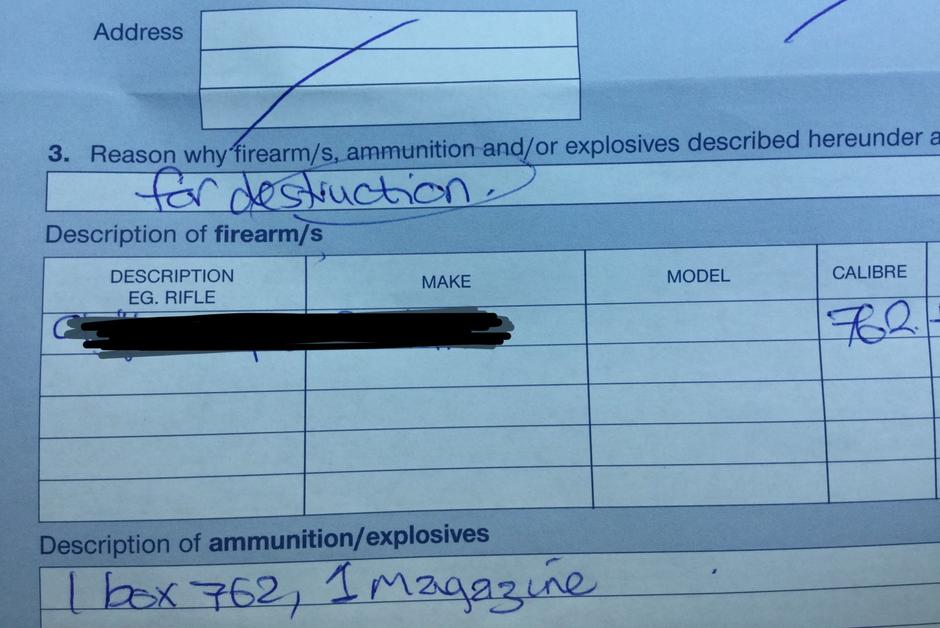 Address
3. Reason why firearm/s, ammunition and/or explosives described hereunder a
for destruction.
Description of firearm/s
DESCRIPTION
EG. RIFLE
MAKE
MODEL
CALIBRE
762
Description of ammunition/explosives
1 box 762, 1 Magazine